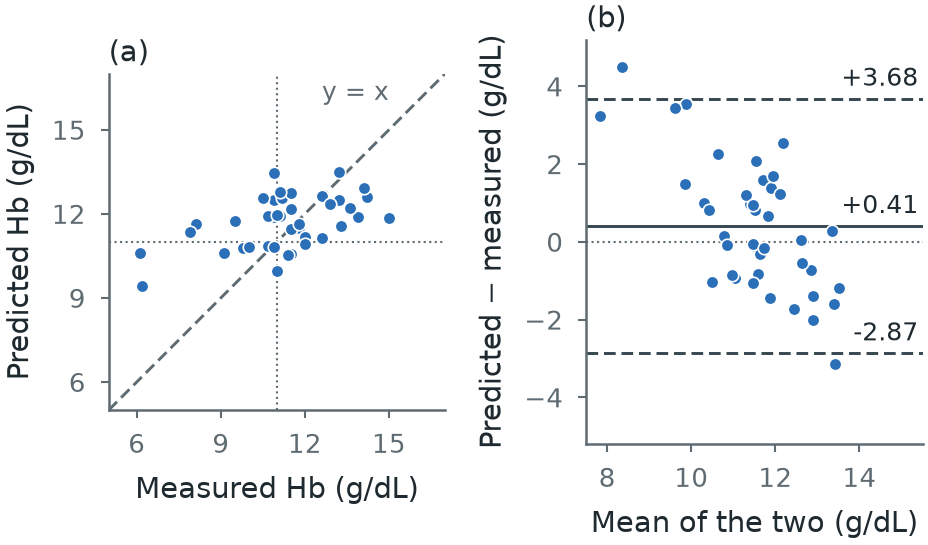 (a)
y = x
15
12
9
6
6 9 12 15
Predicted Hb (g/dL)
Measured Hb (g/dL)
(b)
+3.68
+0.41
-2.87
4
2
0
−2
−4
8 10 12 14
Predicted − measured (g/dL)
Mean of the two (g/dL)